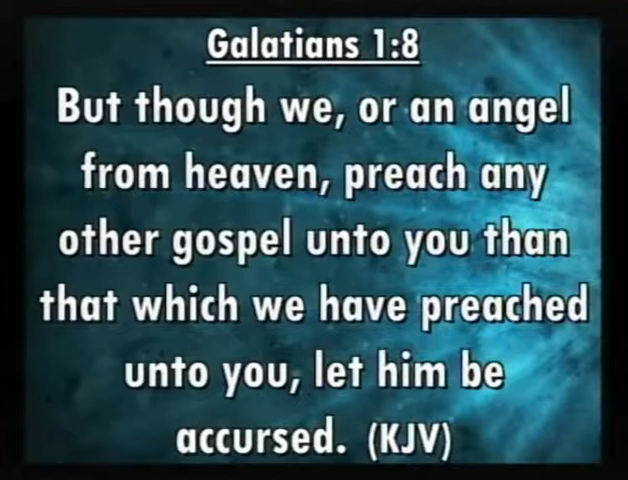 Galatians 1:8
But though we, or an angel
from heaven, preach any
other gospel unto you than
that which we have preached
unto you, let him be
accursed. (KJV)